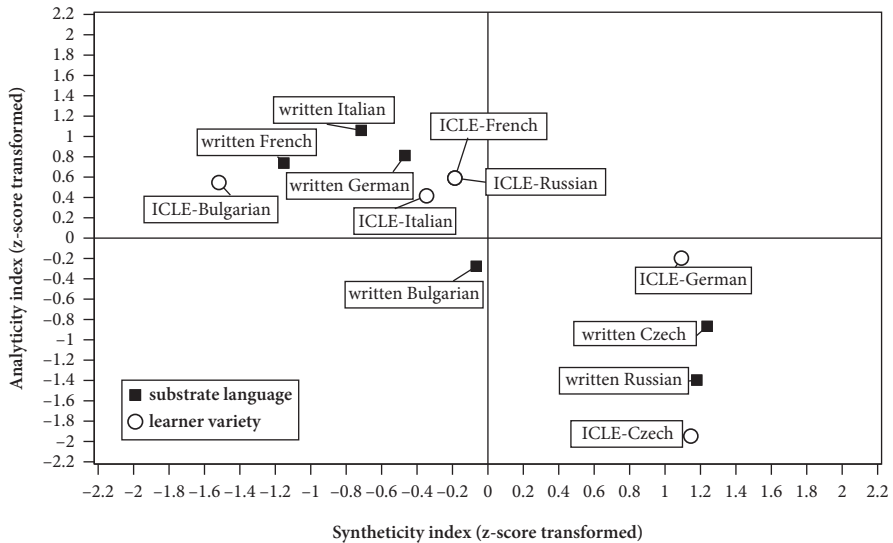 2.2
2
1.8
1.6
1.4
1.2
1
0.8
0.6
0.4
0.2
0
−0.2
−0.4
−0.6
−0.8
−1
−1.2
−1.4
−1.6
−1.8
−2
−2.2
Analyticity index (z-score transformed)
written Italian
ICLE-French
written French
written German
ICLE-Russian
ICLE-Bulgarian
ICLE-Italian
written Bulgarian
ICLE-German
written Czech
written Russian
ICLE-Czech
substrate language
learner variety
−2.2 −2 −1.8 −1.6 −1.4 −1.2 −1 −0.8 −0.6 −0.4 −0.2 0 0.2 0.4 0.6 0.8 1 1.2 1.4 1.6 1.8 2 2.2
Syntheticity index (z-score transformed)